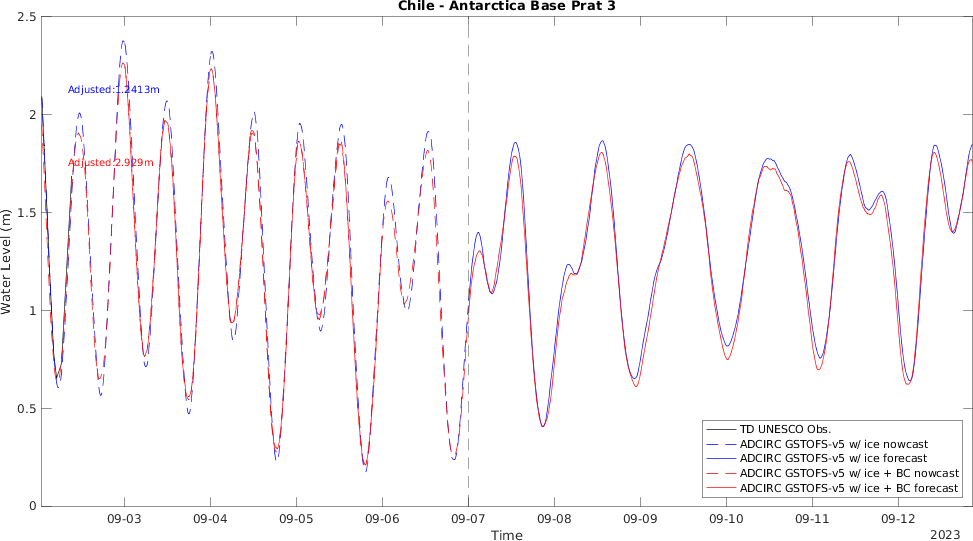 Chile - Antarctica Base Prat 3
2.5
2
1.5
1
0.5
0
Water Level (m)
Adjusted:1.2413m
Adjusted:2.929m
TD UNESCO Obs.
ADCIRC GSTOFS-v5 w/ ice nowcast
ADCIRC GSTOFS-v5 w/ ice forecast
ADCIRC GSTOFS-v5 w/ ice + BC nowcast
ADCIRC GSTOFS-v5 w/ ice + BC forecast
09-03 09-04 09-05 09-06 09-07 09-08 09-09 09-10 09-11 09-12
Time
2023